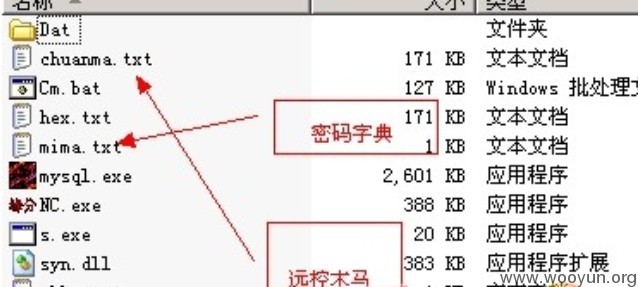 名称 大小 类型
Dat 文件夹
chuanma.txt 171 KB 文本文档
Cm.bat 127 KB Windows 批处理文
hex.txt 171 KB 文本文档
密码字典
mima.txt 1 KB 文本文档
mysql.exe 2,601 KB 应用程序
NC.exe 388 KB 应用程序
s.exe 20 KB 应用程序
syn.dll 383 KB 应用程序扩展
远控木马
www.wooyun.org